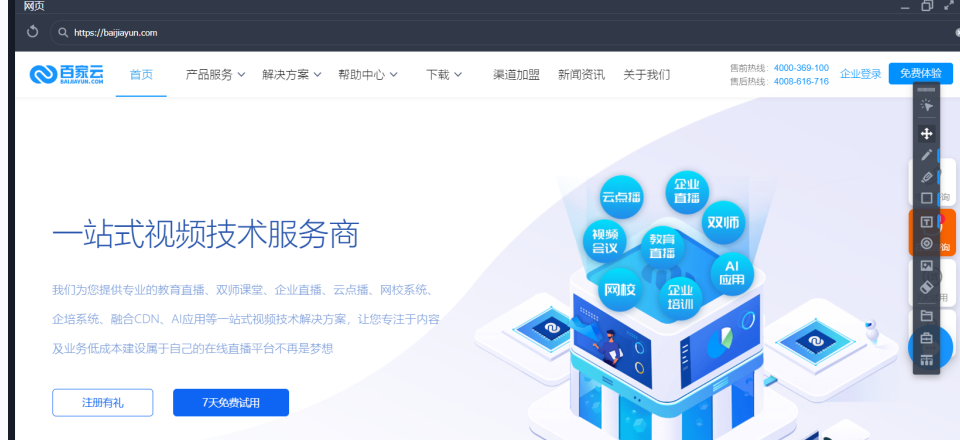 网页
https://baijiayun.com
百家云
BAIJIAYUN.COM
首页
产品服务
解决方案
帮助中心
下载
渠道加盟
新闻资讯
关于我们
售前热线: 4000-369-100
售后热线: 4008-616-716
企业登录
免费体验
一站式视频技术服务商
我们为您提供专业的教育直播、双师课堂、企业直播、云点播、网校系统、
企培系统、融合CDN、AI应用等一站式视频技术解决方案，让您专注于内容
及业务低成本建设属于自己的在线直播平台不再是梦想
注册有礼
7天免费试用
云点播
企业
直播
双师
视频
会议
教育
直播
AI
应用
网校
企业
培训
询
询
用